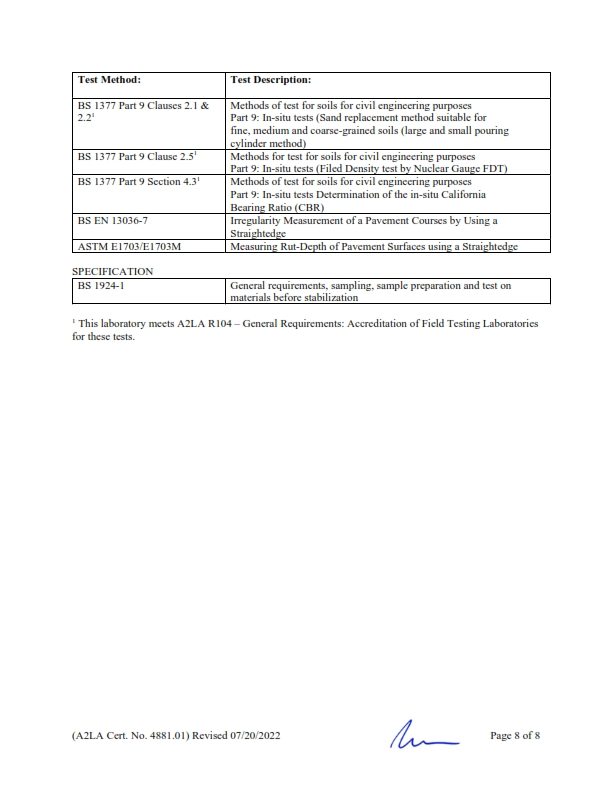 Test Method: Test Description:
BS 1377 Part 9 Clauses 2.1 & Methods of test for soils for civil engineering purposes
2.2¹ Part 9: In-situ tests (Sand replacement method suitable for
fine, medium and coarse-grained soils (large and small pouring
cylinder method)
BS 1377 Part 9 Clause 2.5¹ Methods for test for soils for civil engineering purposes
Part 9: In-situ tests (Filed Density test by Nuclear Gauge FDT)
BS 1377 Part 9 Section 4.3¹ Methods of test for soils for civil engineering purposes
Part 9: In-situ tests Determination of the in-situ California
Bearing Ratio (CBR)
BS EN 13036-7 Irregularity Measurement of a Pavement Courses by Using a
Straightedge
ASTM E1703/E1703M Measuring Rut-Depth of Pavement Surfaces using a Straightedge
SPECIFICATION
BS 1924-1 General requirements, sampling, sample preparation and test on
materials before stabilization
¹ This laboratory meets A2LA R104 – General Requirements: Accreditation of Field Testing Laboratories
for these tests.
(A2LA Cert. No. 4881.01) Revised 07/20/2022 Page 8 of 8